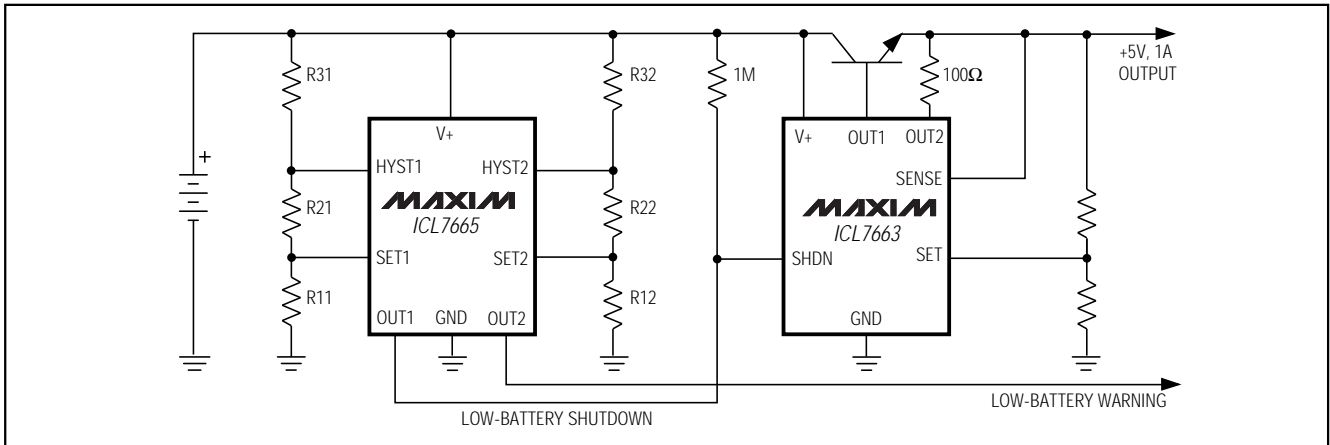 R31
R32
1M
100Ω
+5V, 1A
OUTPUT
V+
HYST1
HYST2
MAXIM
ICL7665
R21
R22
SET1
SET2
R11
R12
OUT1
GND
OUT2
V+
OUT1
OUT2
SENSE
MAXIM
ICL7663
SHDN
SET
GND
+
LOW-BATTERY SHUTDOWN
LOW-BATTERY WARNING